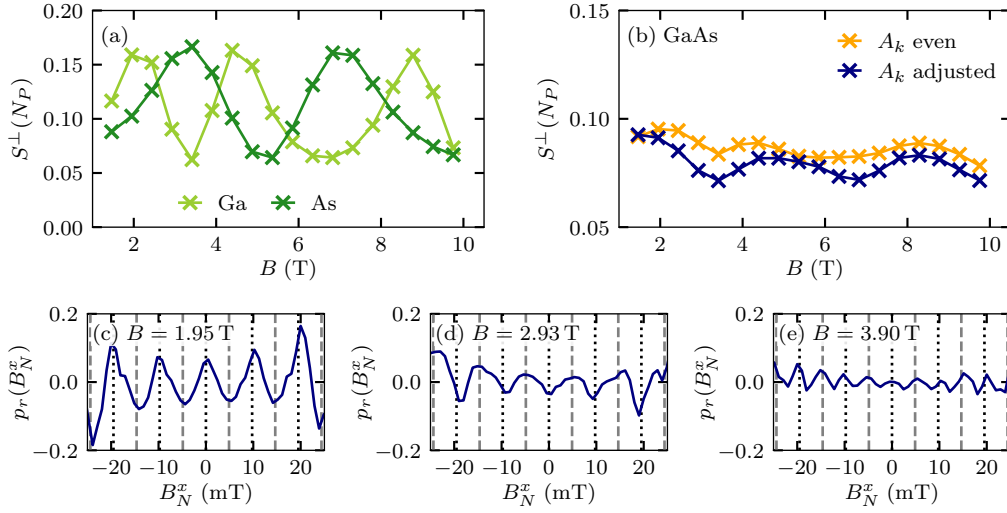 (a)
0.20
0.15
0.10
0.05
0.00
S⊥(N_P)
Ga
As
2
4
6
8
10
B (T)
(b) GaAs
A_k even
A_k adjusted
0.15
0.10
0.05
S⊥(N_P)
2
4
6
8
10
B (T)
(c) B = 1.95 T
0.2
0.0
−0.2
p_r(B_N^x)
−20
−10
0
10
20
B_N^x (mT)
(d) B = 2.93 T
0.2
0.0
−0.2
p_r(B_N^x)
−20
−10
0
10
20
B_N^x (mT)
(e) B = 3.90 T
0.2
0.0
−0.2
p_r(B_N^x)
−20
−10
0
10
20
B_N^x (mT)